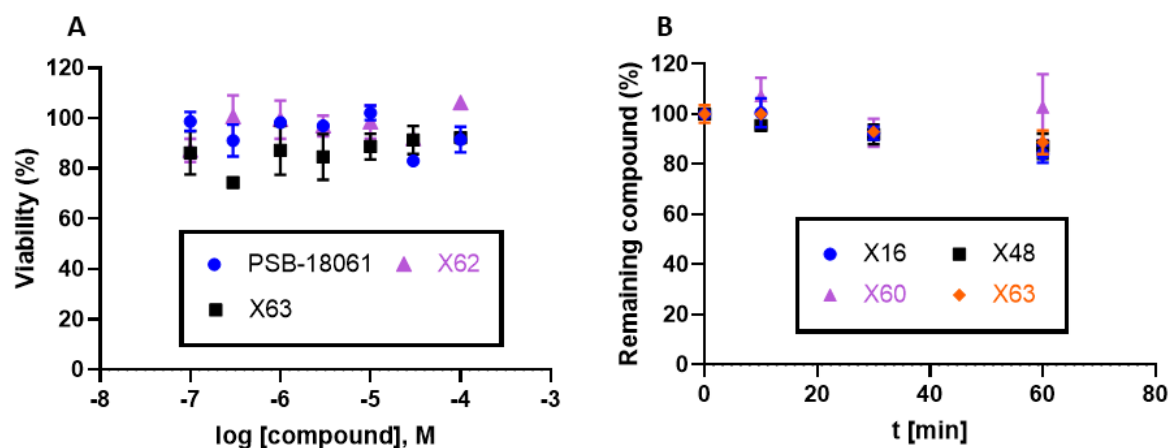 A
Viability (%)
120
100
80
60
40
20
0
PSB-18061
X62
X63
-8
-7
-6
-5
-4
-3
log [compound], M
B
Remaining compound (%)
120
100
80
60
40
20
0
X16
X48
X60
X63
0
20
40
60
80
t [min]